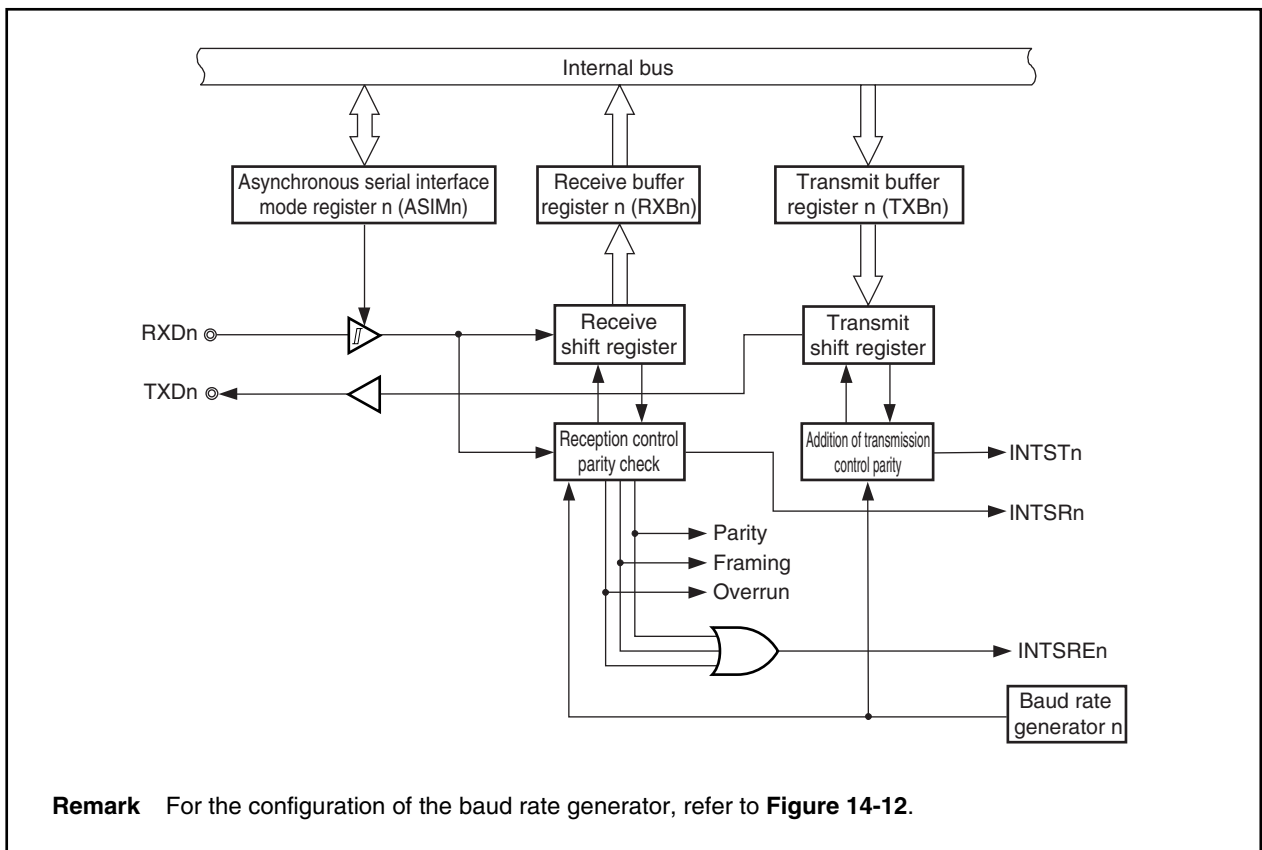 Internal bus
Asynchronous serial interface
mode register n (ASIMn)
Receive buffer
register n (RXBn)
Transmit buffer
register n (TXBn)
RXDn
Receive
shift register
Transmit
shift register
TXDn
Reception control
parity check
Addition of transmission
control parity
INTSTn
INTSRn
Parity
Framing
Overrun
INTSREn
Baud rate
generator n
Remark For the configuration of the baud rate generator, refer to Figure 14-12.